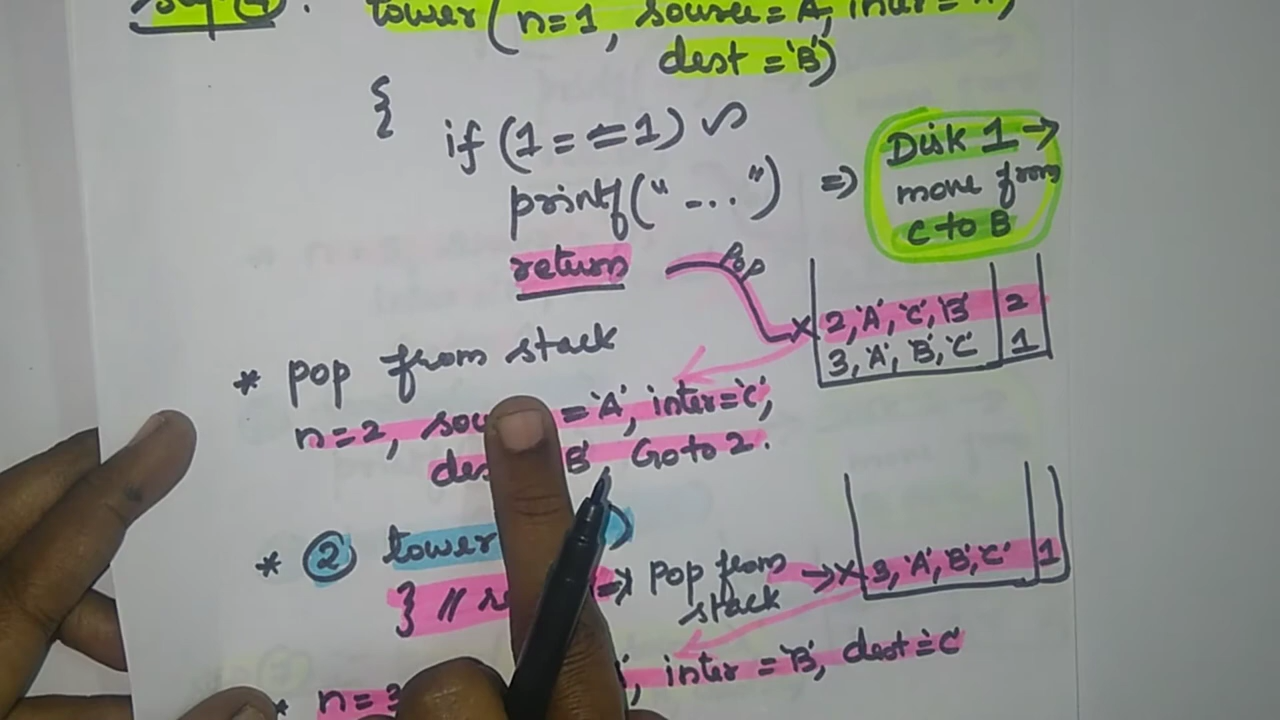 tower(n=1, source=A, inter=
dest ='B')
{
if (1==1)
printf("-...") => Disk 1 →
move from
C to B
return
Pop
x 2,'A','C','B' 2
3,'A','B','C' 1
* pop from stack
n=2, ='A', inter='C',
B', Goto 2.
* ② tower )
} // → pop from
stack
→x 3,'A','B','C' 1
* n=3 , inter ='B', dest='C